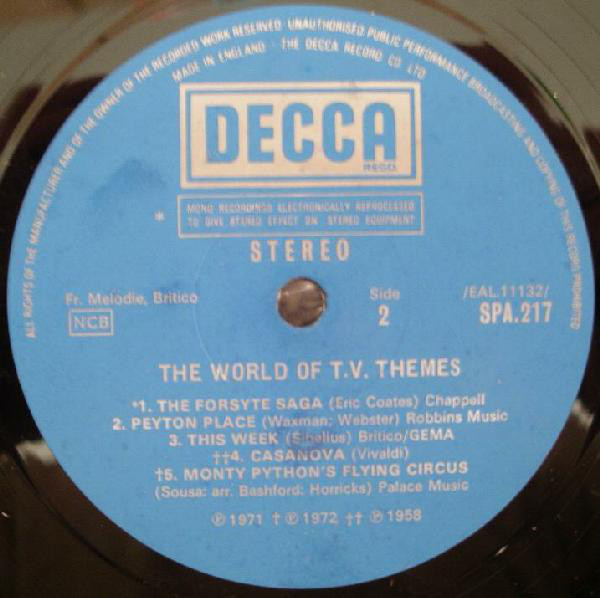 ALL RIGHTS OF THE MANUFACTURER AND OF THE OWNER OF THE RECORDED WORK RESERVED UNAUTHORISED PUBLIC PERFORMANCE BROADCASTING AND COPYING OF THIS RECORD PROHIBITED
MADE IN ENGLAND · THE DECCA RECORD CO LTD
DECCA
REGD.
* MONO RECORDINGS ELECTRONICALLY REPROCESSED
TO GIVE STEREO EFFECT ON STEREO EQUIPMENT
STEREO
Fr. Melodie, Britico Side /EAL.11132/
NCB 2 SPA.217
THE WORLD OF T.V. THEMES
*1. THE FORSYTE SAGA (Eric Coates) Chappell
2. PEYTON PLACE (Waxman: Webster) Robbins Music
3. THIS WEEK (Sibelius) Britico/GEMA
††4. CASANOVA (Vivaldi)
†5. MONTY PYTHON'S FLYING CIRCUS
(Sousa: arr. Bashford: Horricks) Palace Music
℗ 1971 † ℗ 1972 †† ℗ 1958